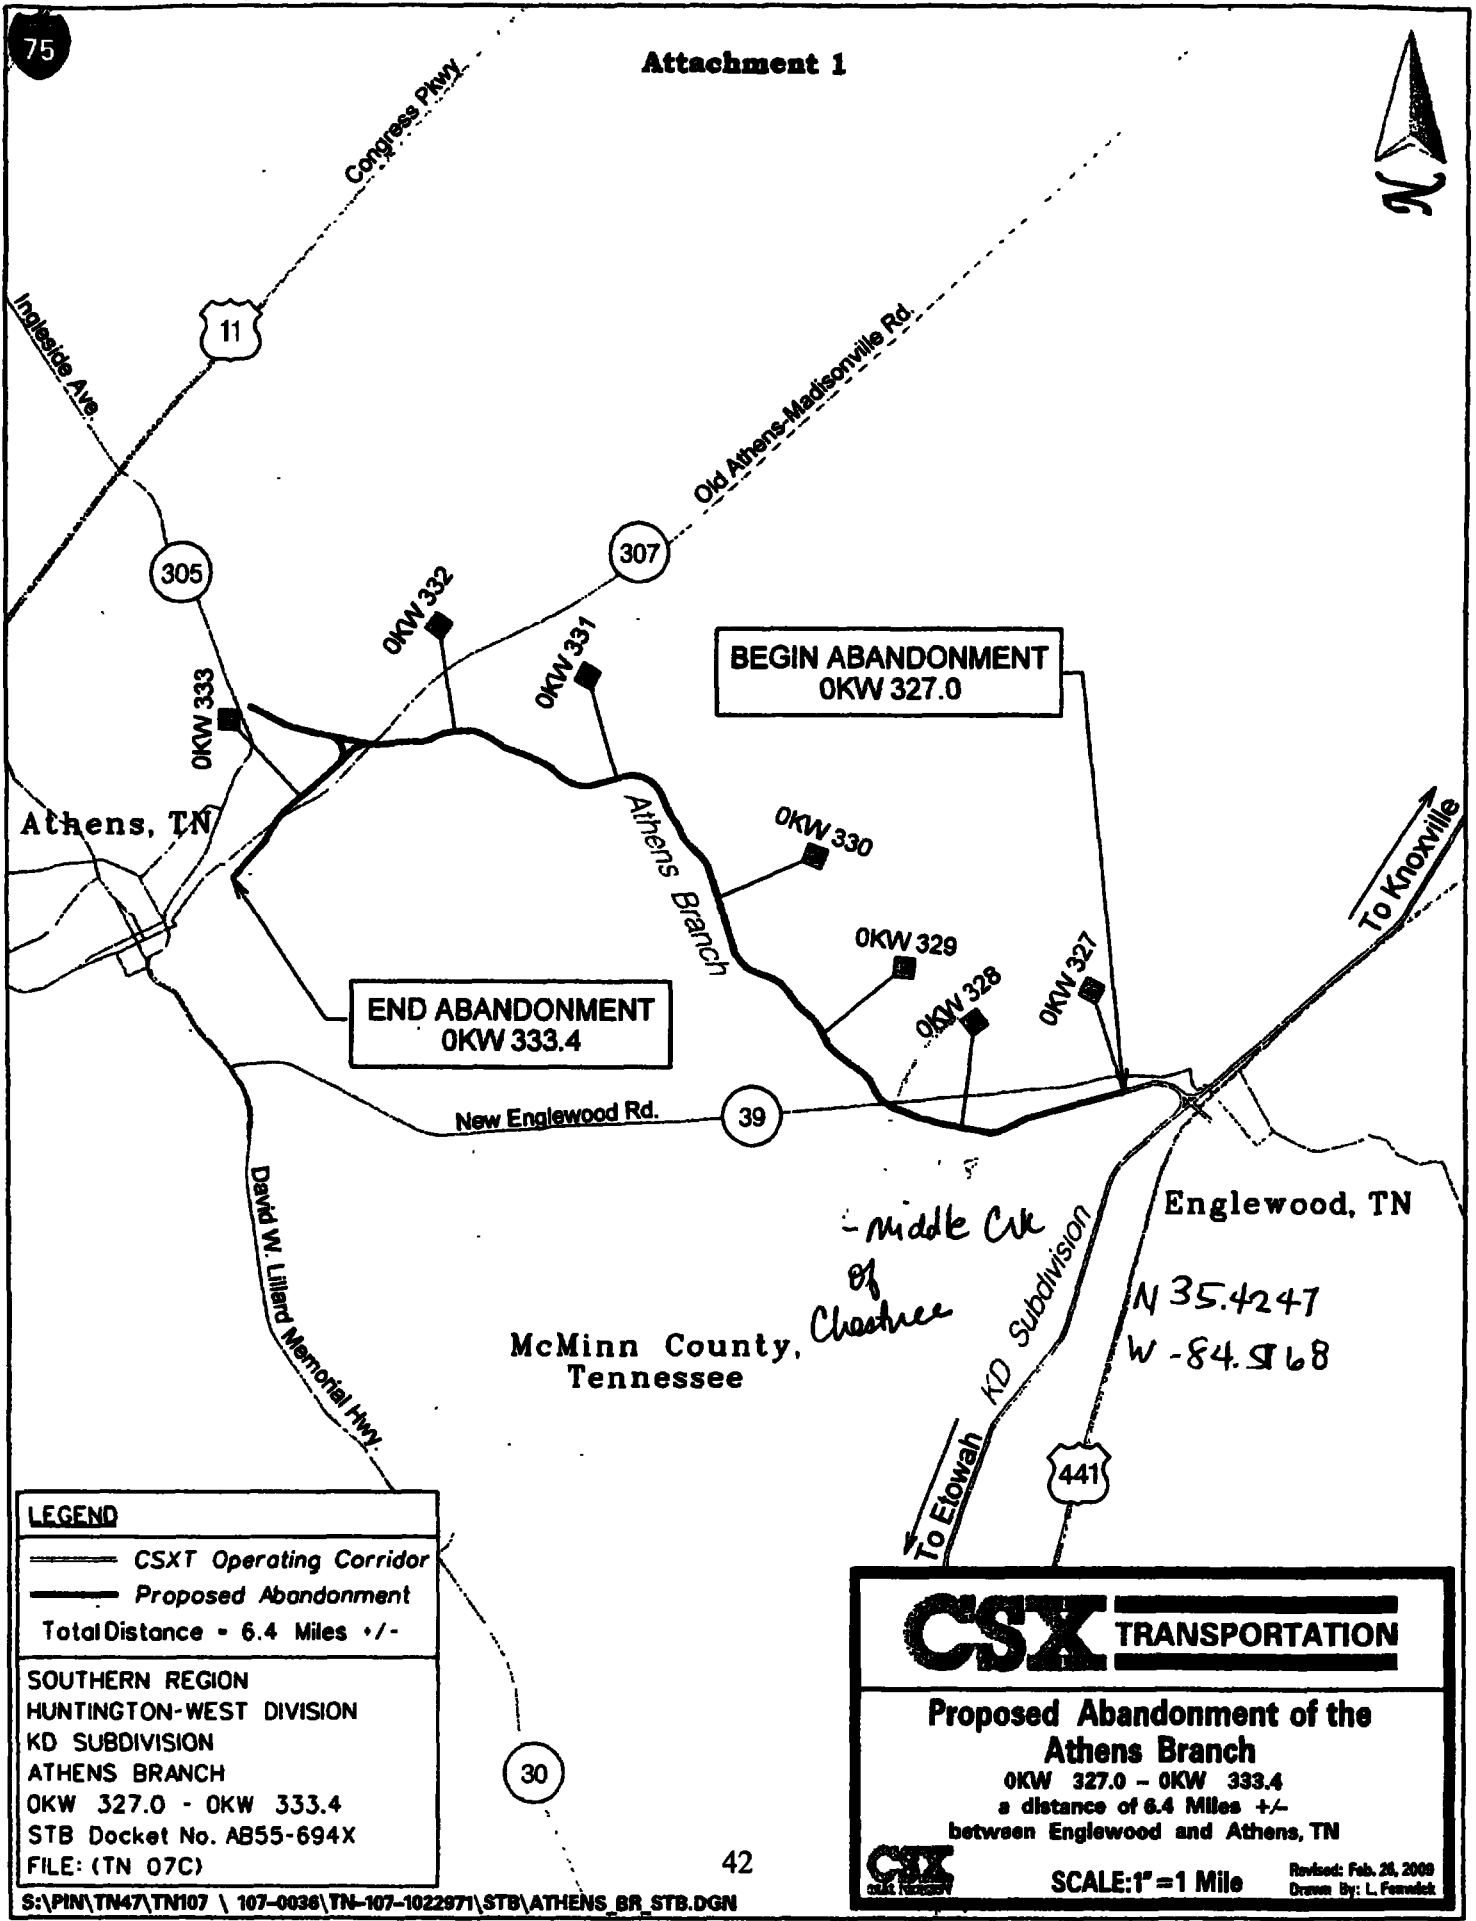 75
Attachment 1
N
Congress Pkwy
11
Ingleside Ave.
Old Athens-Madisonville Rd.
307
305
0KW 332
0KW 331
0KW 333
BEGIN ABANDONMENT
0KW 327.0
Athens, TN
Athens Branch
0KW 330
To Knoxville
0KW 329
0KW 328
0KW 327
END ABANDONMENT
0KW 333.4
New Englewood Rd.
39
David W. Lillard Memorial Hwy.
Englewood, TN
- middle Crk
of
KD Subdivision
N 35.4247
McMinn County,
Tennessee
To Etowah
441
LEGEND
CSXT Operating Corridor
Proposed Abandonment
Total Distance = 6.4 Miles +/-
SOUTHERN REGION
HUNTINGTON-WEST DIVISION
KD SUBDIVISION
ATHENS BRANCH
0KW 327.0 - 0KW 333.4
STB Docket No. AB55-694X
FILE: (TN 07C)
S:\PIN\TN47\TN107 \ 107-0036\TN-107-1022971\STB\ATHENS_BR_STB.DGN
30
42
CSX TRANSPORTATION
Proposed Abandonment of the
Athens Branch
0KW 327.0 - 0KW 333.4
a distance of 6.4 Miles +/-
between Englewood and Athens, TN
CSX
SCALE:1"=1 Mile
Revised: Feb. 26, 2009
Drawn By: L. Fenwick